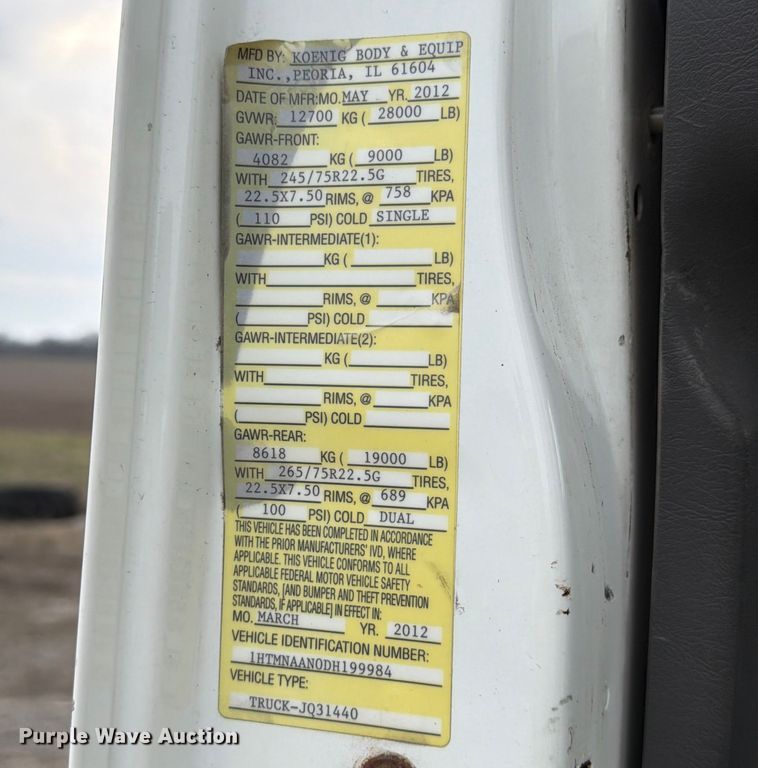 MFD BY: KOENIG BODY & EQUIP
INC.,PEORIA, IL 61604
DATE OF MFR:MO. MAY YR. 2012
GVWR: 12700 KG ( 28000 LB)
GAWR-FRONT:
4082 KG ( 9000 LB)
WITH 245/75R22.5G TIRES,
22.5X7.50 RIMS, @ 758 KPA
( 110 PSI) COLD SINGLE
GAWR-INTERMEDIATE(1):
KG ( LB)
WITH TIRES,
RIMS, @ KPA
( PSI) COLD
GAWR-INTERMEDIATE(2):
KG ( LB)
WITH TIRES,
RIMS, @ KPA
( PSI) COLD
GAWR-REAR:
8618 KG ( 19000 LB)
WITH 265/75R22.5G TIRES,
22.5X7.50 RIMS, @ 689 KPA
( 100 PSI) COLD DUAL
THIS VEHICLE HAS BEEN COMPLETED IN ACCORDANCE
WITH THE PRIOR MANUFACTURERS' IVD, WHERE
APPLICABLE. THIS VEHICLE CONFORMS TO ALL
APPLICABLE FEDERAL MOTOR VEHICLE SAFETY
STANDARDS, [AND BUMPER AND THEFT PREVENTION
STANDARDS, IF APPLICABLE] IN EFFECT IN:
MO. MARCH YR. 2012
VEHICLE IDENTIFICATION NUMBER:
1HTMNAAN0DH199984
VEHICLE TYPE:
TRUCK-JQ31440
Purple Wave Auction